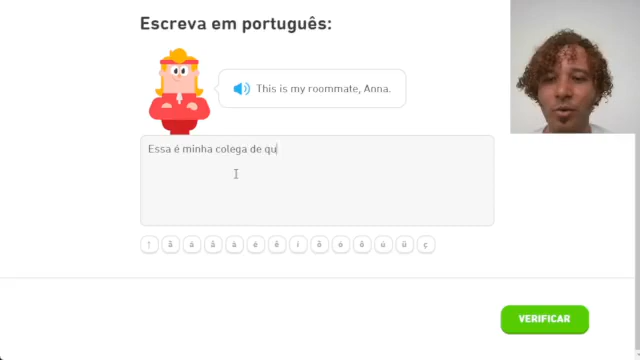 Escreva em português:
This is my roommate, Anna.
Essa é minha colega de qu
VERIFICAR